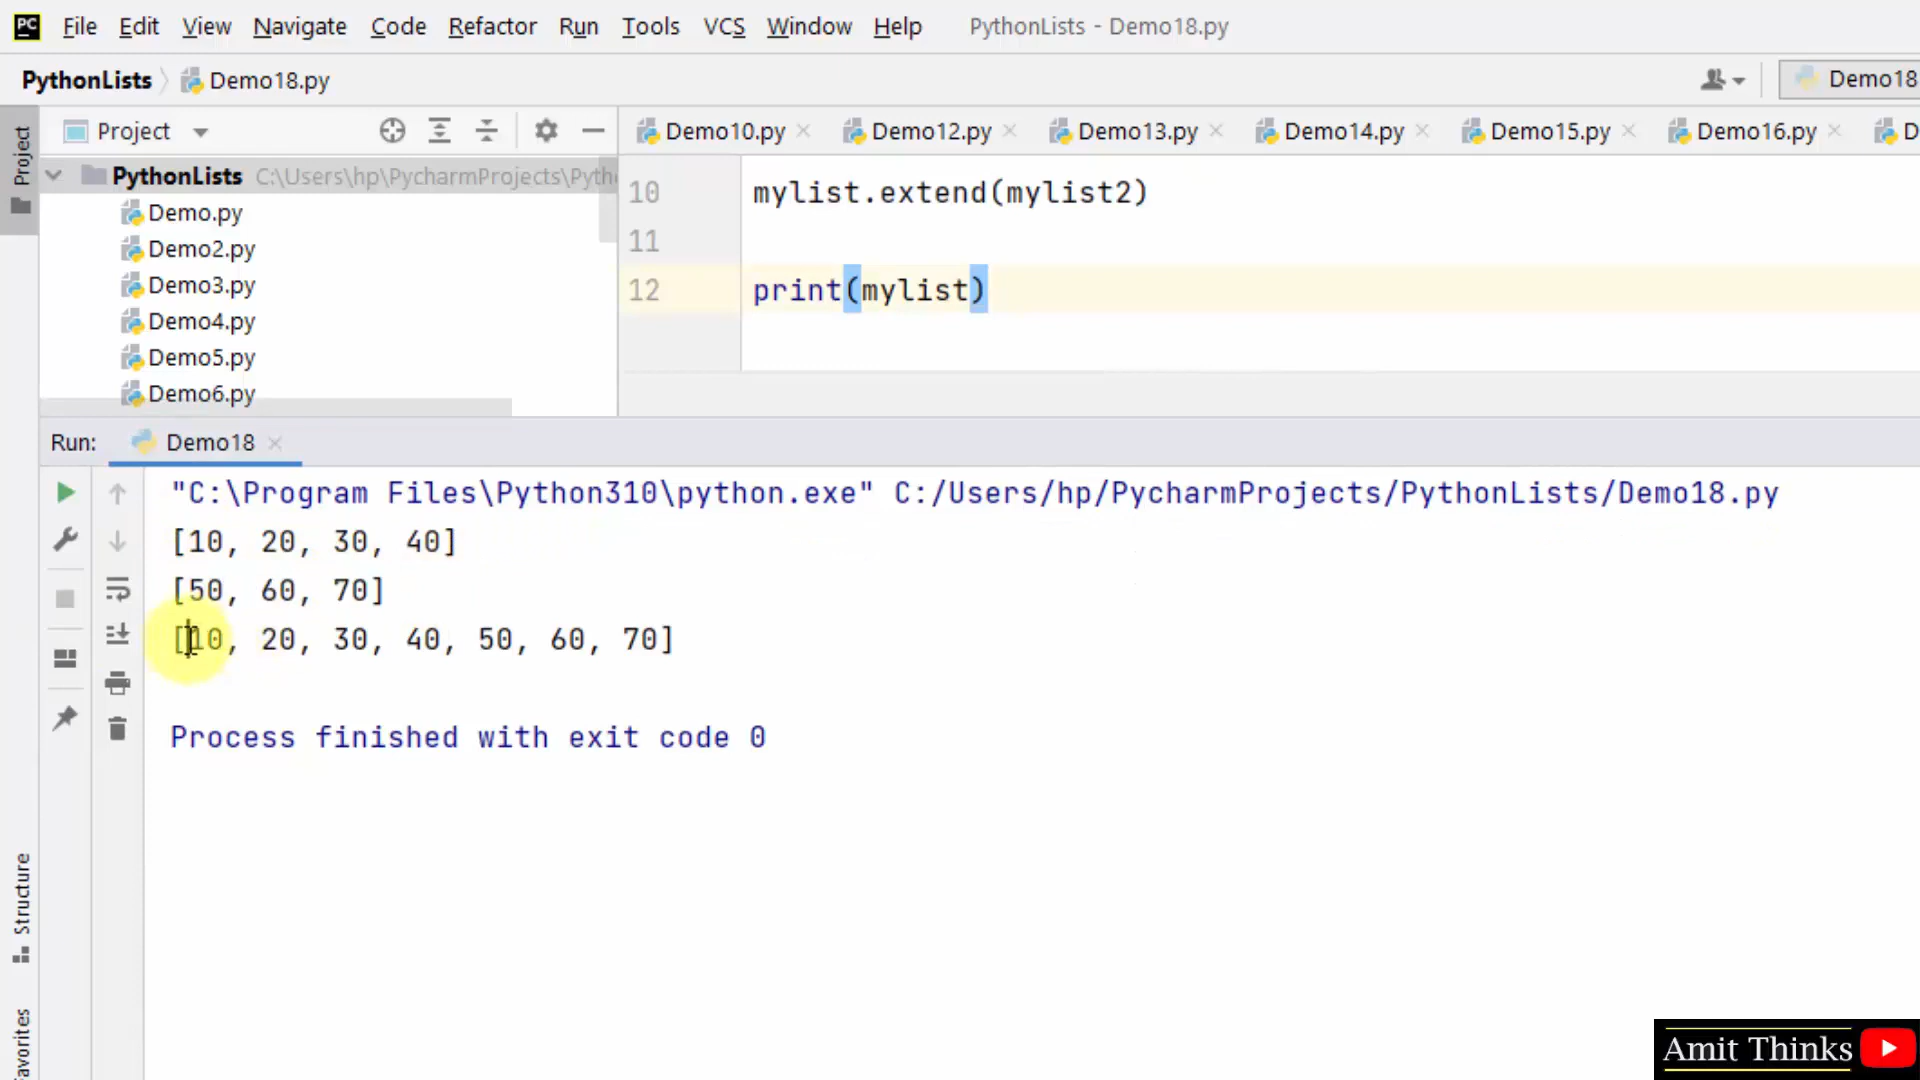 PC File Edit View Navigate Code Refactor Run Tools VCS Window Help PythonLists - Demo18.py
PythonLists Demo18.py Demo18
Project Project Demo10.py Demo12.py Demo13.py Demo14.py Demo15.py Demo16.py D
PythonLists C:\Users\hp\PycharmProjects\Pyth
Demo.py
Demo2.py
Demo3.py
Demo4.py
Demo5.py
Demo6.py
10 mylist.extend(mylist2)
11
12 print(mylist)
Run: Demo18
"C:\Program Files\Python310\python.exe" C:/Users/hp/PycharmProjects/PythonLists/Demo18.py
[10, 20, 30, 40]
[50, 60, 70]
[10, 20, 30, 40, 50, 60, 70]
Process finished with exit code 0
Structure
Favorites
Amit Thinks